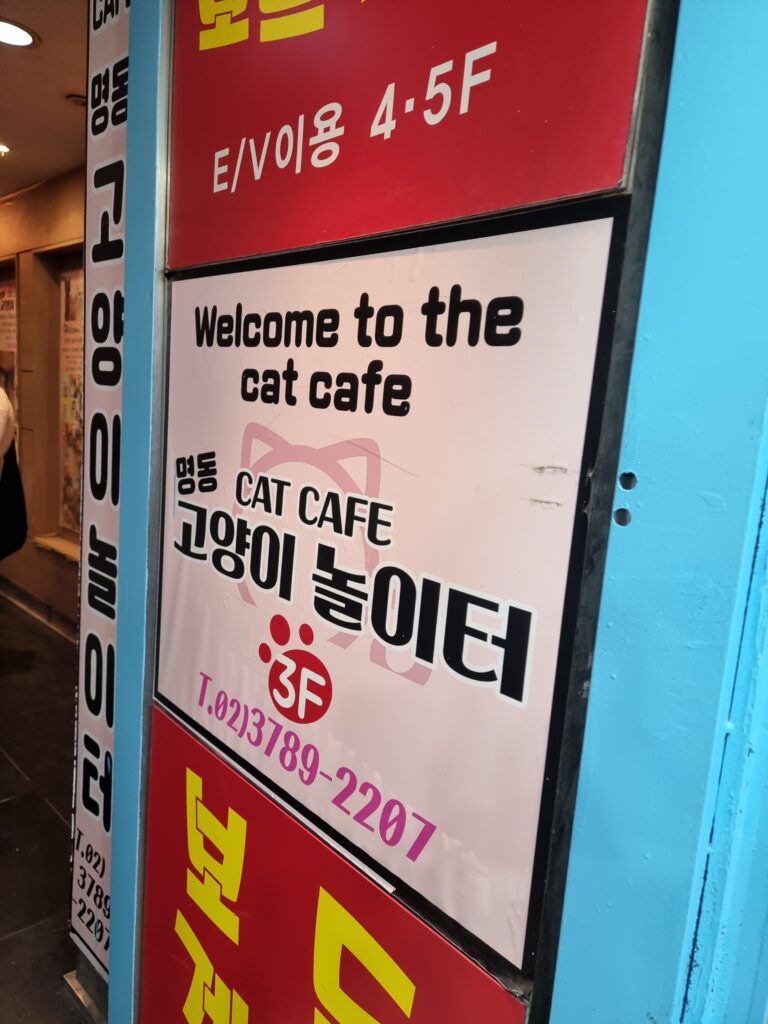 E/V이용 4·5F
Welcome to the
cat cafe
명동
CAT CAFE
고양이 놀이터
3F
T.02)3789-2207
명동
고양이놀이터
T.02)
3789
-2207